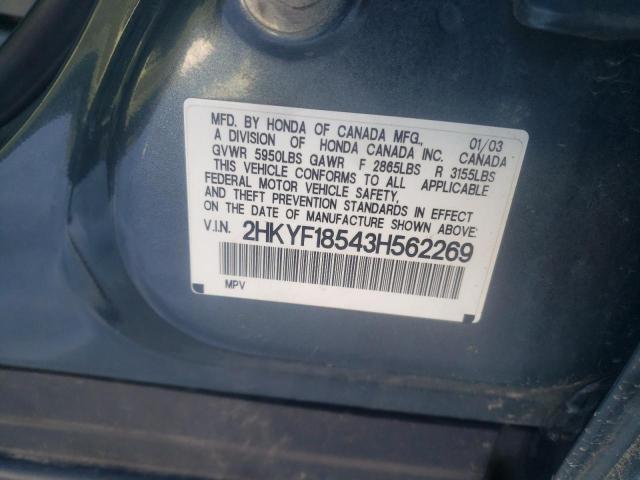 MFD. BY HONDA OF CANADA MFG., 01/03
A DIVISION OF HONDA CANADA INC. CANADA
GVWR 5950LBS GAWR F 2865LBS R 3155LBS
THIS VEHICLE CONFORMS TO ALL APPLICABLE
FEDERAL MOTOR VEHICLE SAFETY,
AND THEFT PREVENTION STANDARDS IN EFFECT
ON THE DATE OF MANUFACTURE SHOWN ABOVE:
V.I.N. 2HKYF18543H562269
MPV